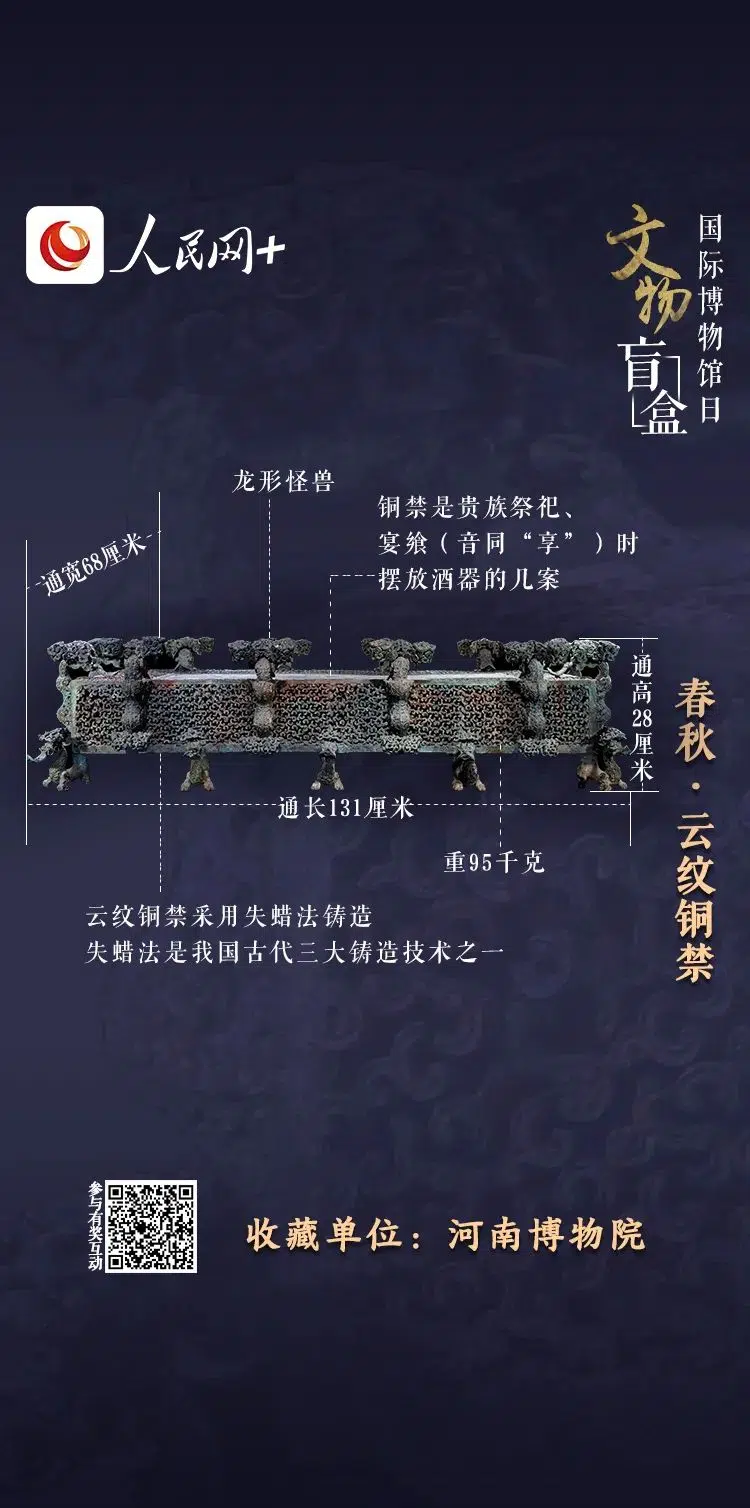 人民网+
国际博物馆日
文物
盲盒
龙形怪兽
铜禁是贵族祭祀、
宴飨（音同“享”）时
摆放酒器的几案
通宽68厘米
通高28厘米
通长131厘米
重95千克
春秋·云纹铜禁
云纹铜禁采用失蜡法铸造
失蜡法是我国古代三大铸造技术之一
参与有奖互动
收藏单位：河南博物院